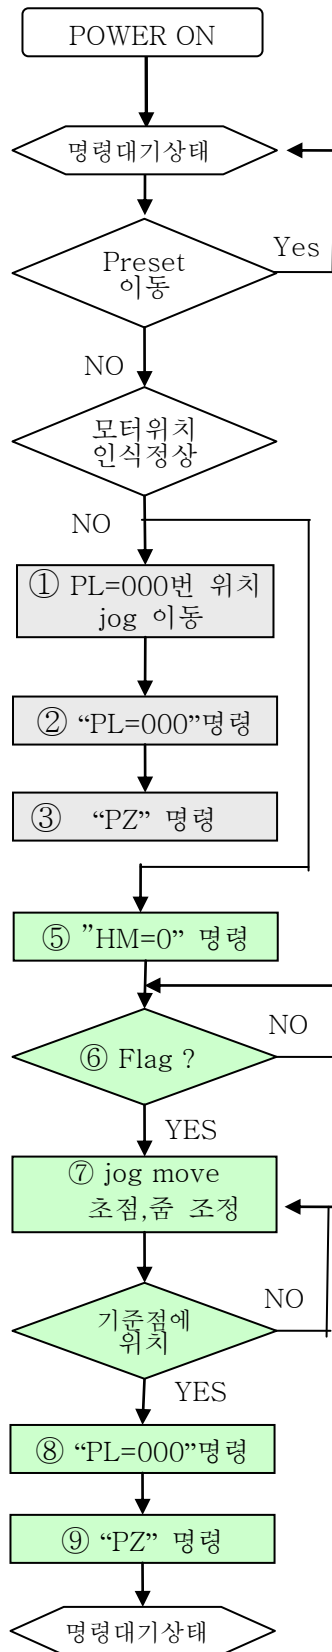 POWER ON
명령대기상태
Preset
이동
Yes
NO
모터위치
인식정상
NO
① PL=000번 위치
jog 이동
② “PL=000”명령
③ “PZ” 명령
⑤ ”HM=0” 명령
⑥ Flag ?
NO
YES
⑦ jog move
초점,줌 조정
기준점에
위치
NO
YES
⑧ “PL=000”명령
⑨ “PZ” 명령
명령대기상태